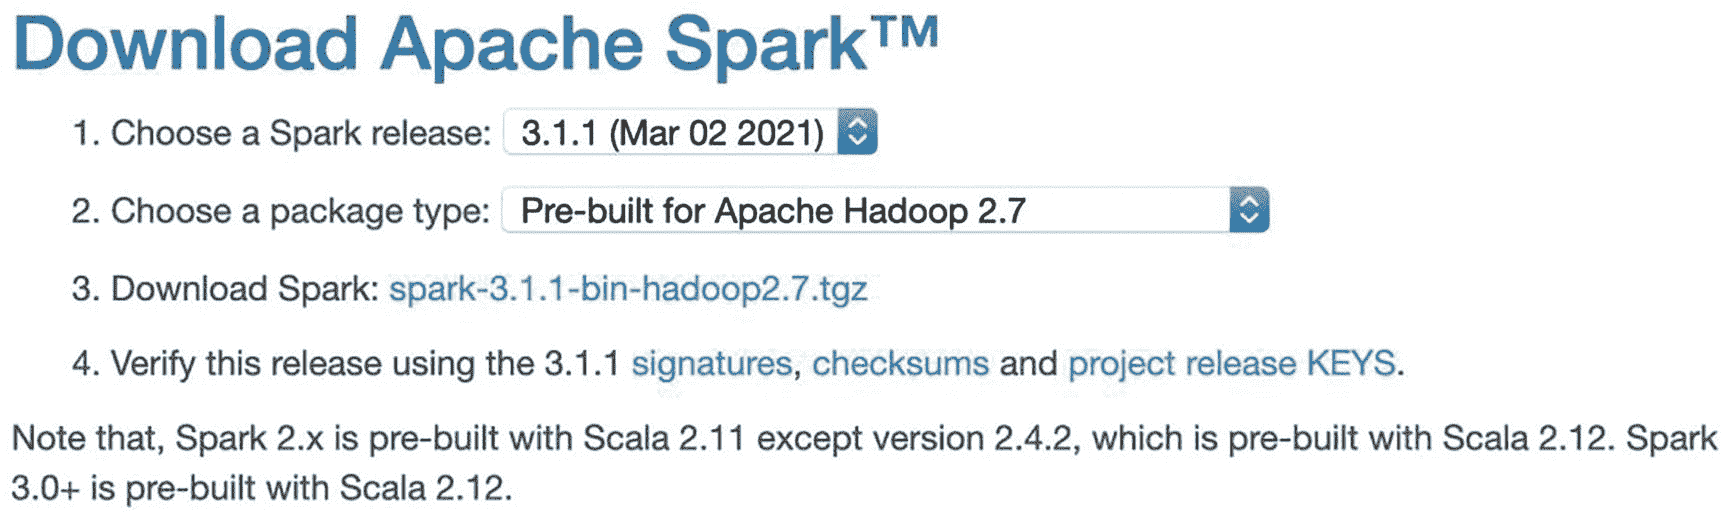 Download Apache Spark™
1. Choose a Spark release: 3.1.1 (Mar 02 2021)
2. Choose a package type: Pre-built for Apache Hadoop 2.7
3. Download Spark: spark-3.1.1-bin-hadoop2.7.tgz
4. Verify this release using the 3.1.1 signatures, checksums and project release KEYS.
Note that, Spark 2.x is pre-built with Scala 2.11 except version 2.4.2, which is pre-built with Scala 2.12. Spark
3.0+ is pre-built with Scala 2.12.